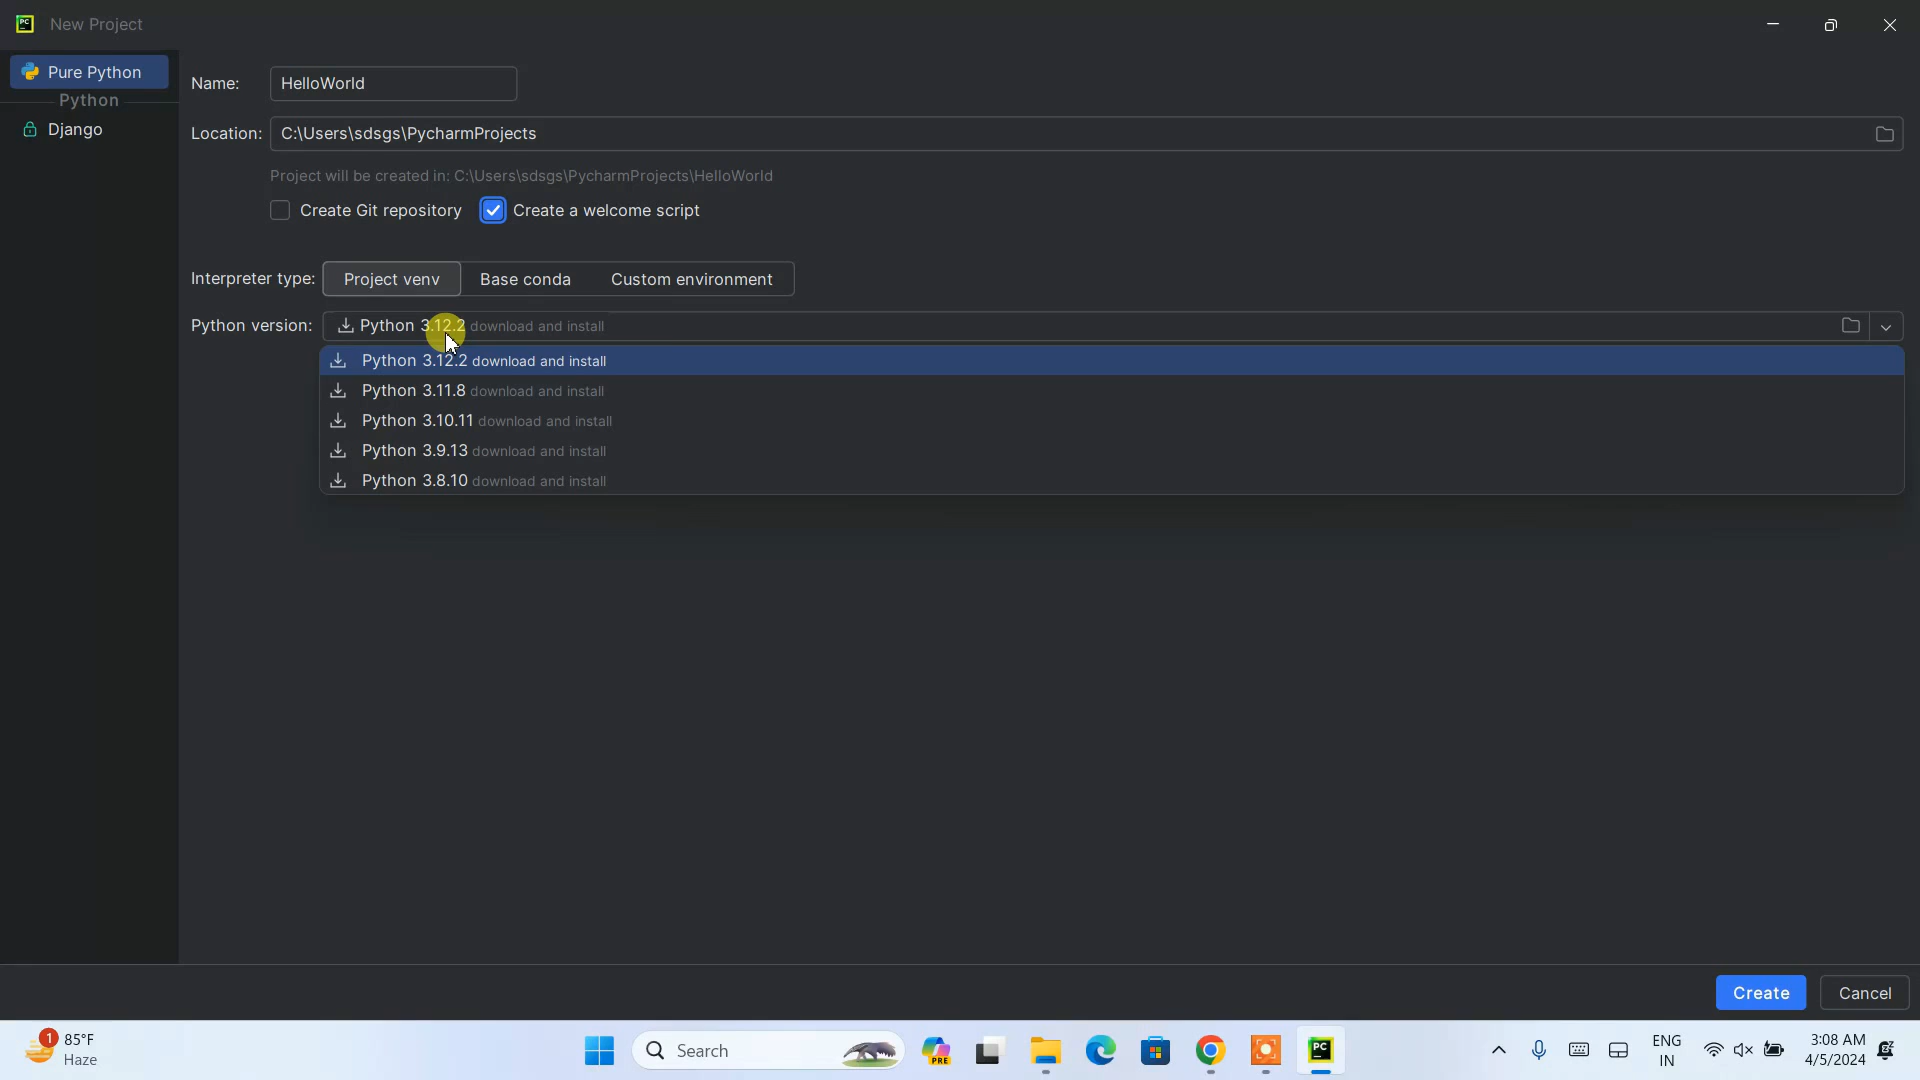 New Project
Pure Python
Python
Django
Name: HelloWorld
Location: C:\Users\sdsgs\PycharmProjects
Project will be created in: C:\Users\sdsgs\PycharmProjects\HelloWorld
Create Git repository Create a welcome script
Interpreter type: Project venv Base conda Custom environment
Python version: Python 3.12.2 download and install
Python 3.12.2 download and install
Python 3.11.8 download and install
Python 3.10.11 download and install
Python 3.9.13 download and install
Python 3.8.10 download and install
Create Cancel
1 85°F
Haze
Search
PRE
PC
ENG
IN
3:08 AM
4/5/2024